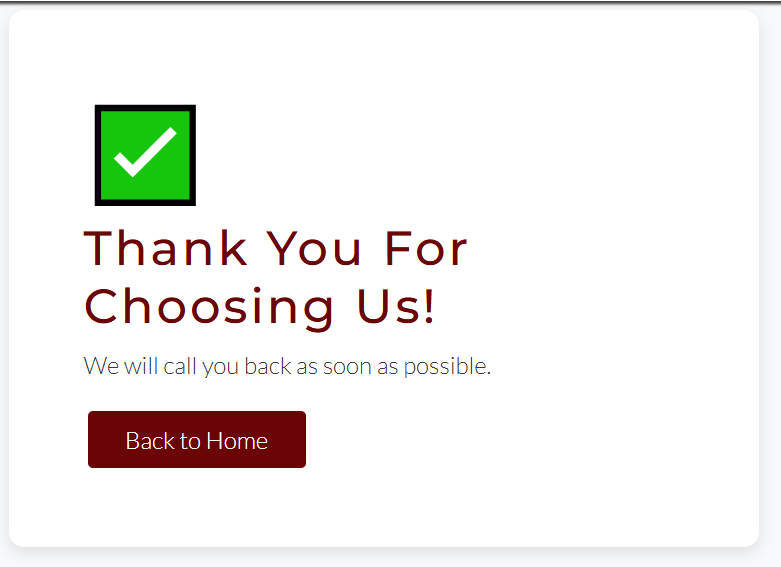 Thank You For
Choosing Us!
We will call you back as soon as possible.
Back to Home